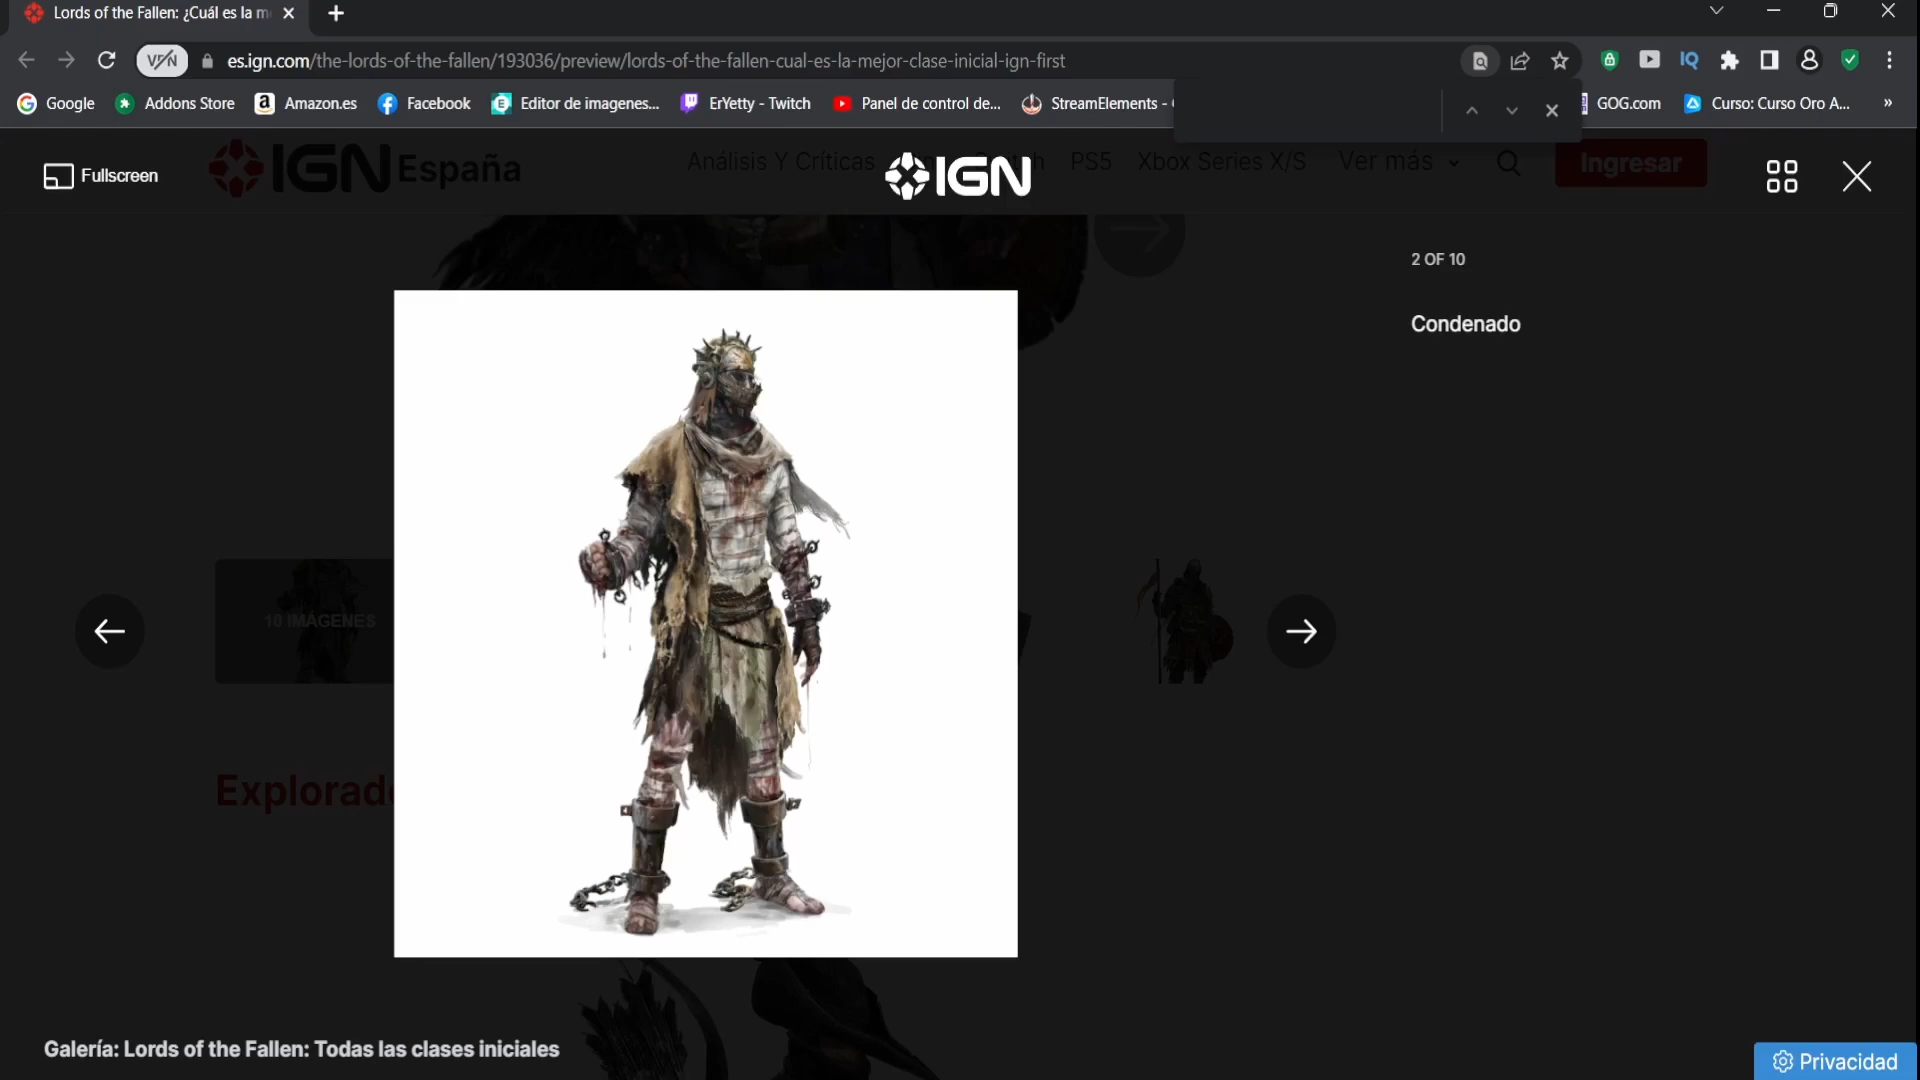 Lords of the Fallen: ¿Cuál es la m
VPN
es.ign.com/the-lords-of-the-fallen/193036/preview/lords-of-the-fallen-cual-es-la-mejor-clase-inicial-ign-first
IQ
Google
Addons Store
Amazon.es
Facebook
Editor de imagenes...
ErYetty - Twitch
Panel de control de...
StreamElements -
GOG.com
Curso: Curso Oro A...
»
Fullscreen
IGN España
Análisis Y Críticas
PS5
Xbox Series X/S
Ver más
Ingresar
IGN
2 OF 10
Condenado
10 IMÁGENES
Explorad
Galería: Lords of the Fallen: Todas las clases iniciales
Privacidad